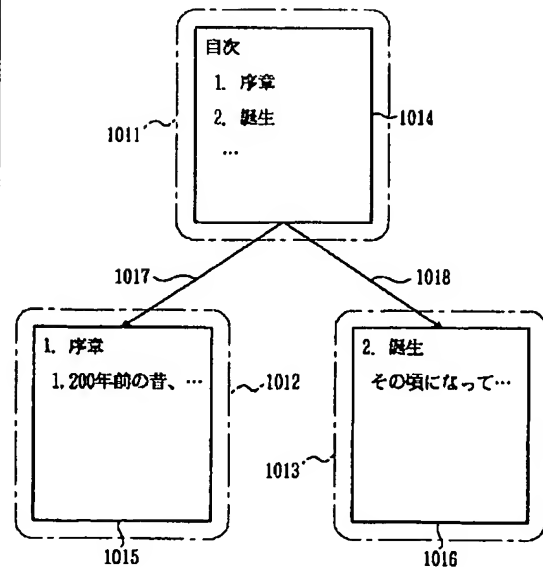 目次
1. 序章
2. 誕生
…
1011
1014
1017
1018
1. 序章
1.200年前の昔、…
1012
2. 誕生
その頃になって…
1013
1015
1016